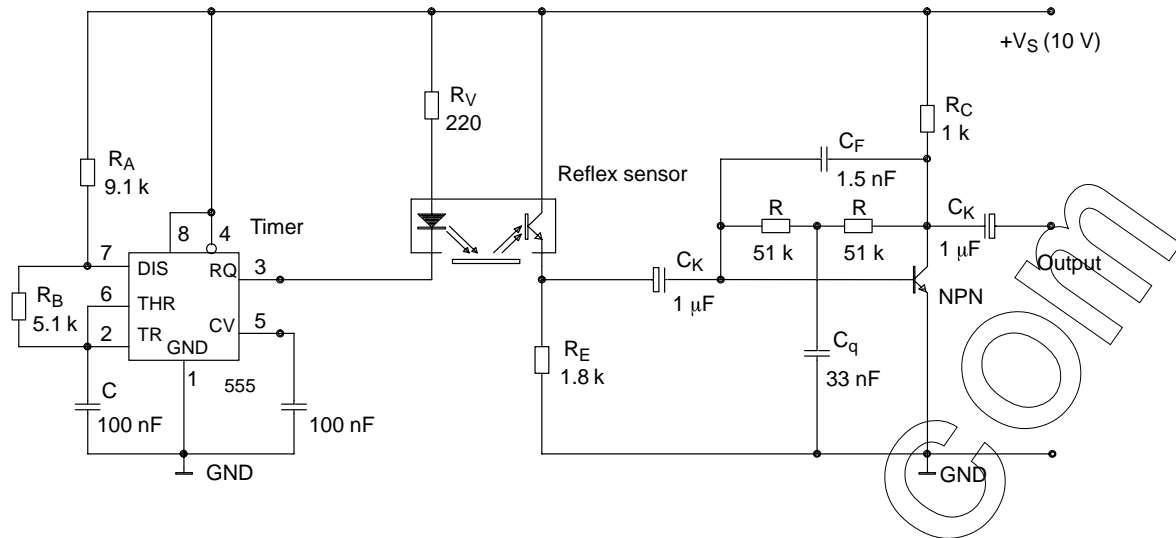 +V_S (10 V)
R_V
220
R_C
1 k
C_F
1.5 nF
R_A
9.1 k
Reflex sensor
Timer
8
4
R
51 k
R
51 k
C_K
1 μF
7
DIS
RQ
3
C_K
1 μF
Output
R_B
5.1 k
6
THR
NPN
2
TR
CV
5
GND
R_E
1.8 k
C_q
33 nF
1
555
C
100 nF
100 nF
GND
GND
Com